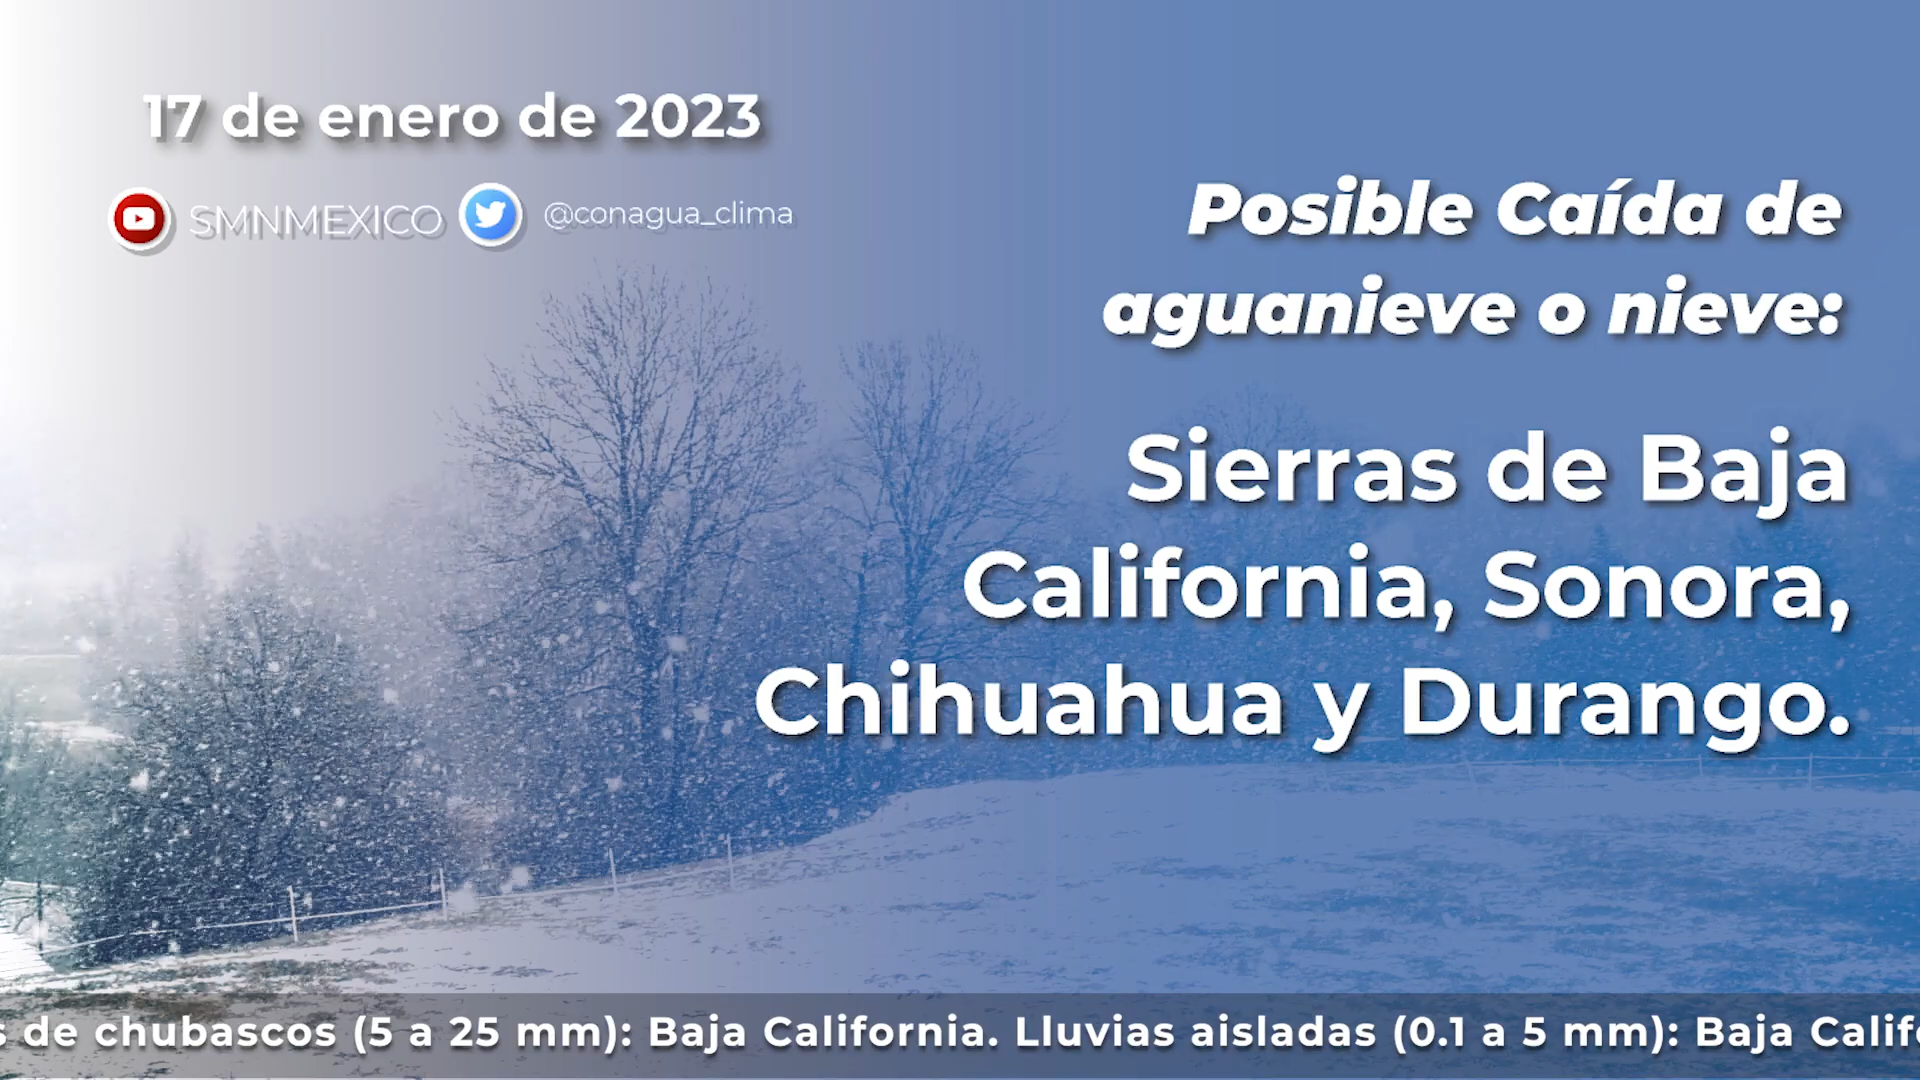 17 de enero de 2023
SMNMEXICO @conagua_clima
Posible Caída de
aguanieve o nieve:
Sierras de Baja
California, Sonora,
Chihuahua y Durango.
de chubascos (5 a 25 mm): Baja California. Lluvias aisladas (0.1 a 5 mm): Baja